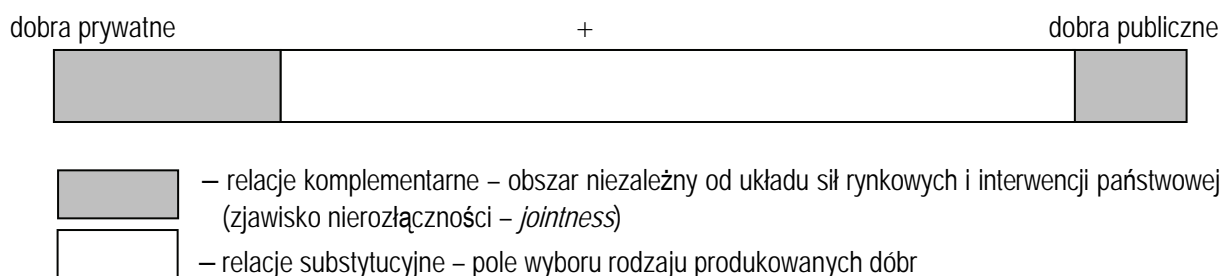 dobra prywatne + dobra publiczne
– relacje komplementarne – obszar niezależny od układu sił rynkowych i interwencji państwowej
(zjawisko nierozłączności – jointness)
– relacje substytucyjne – pole wyboru rodzaju produkowanych dóbr